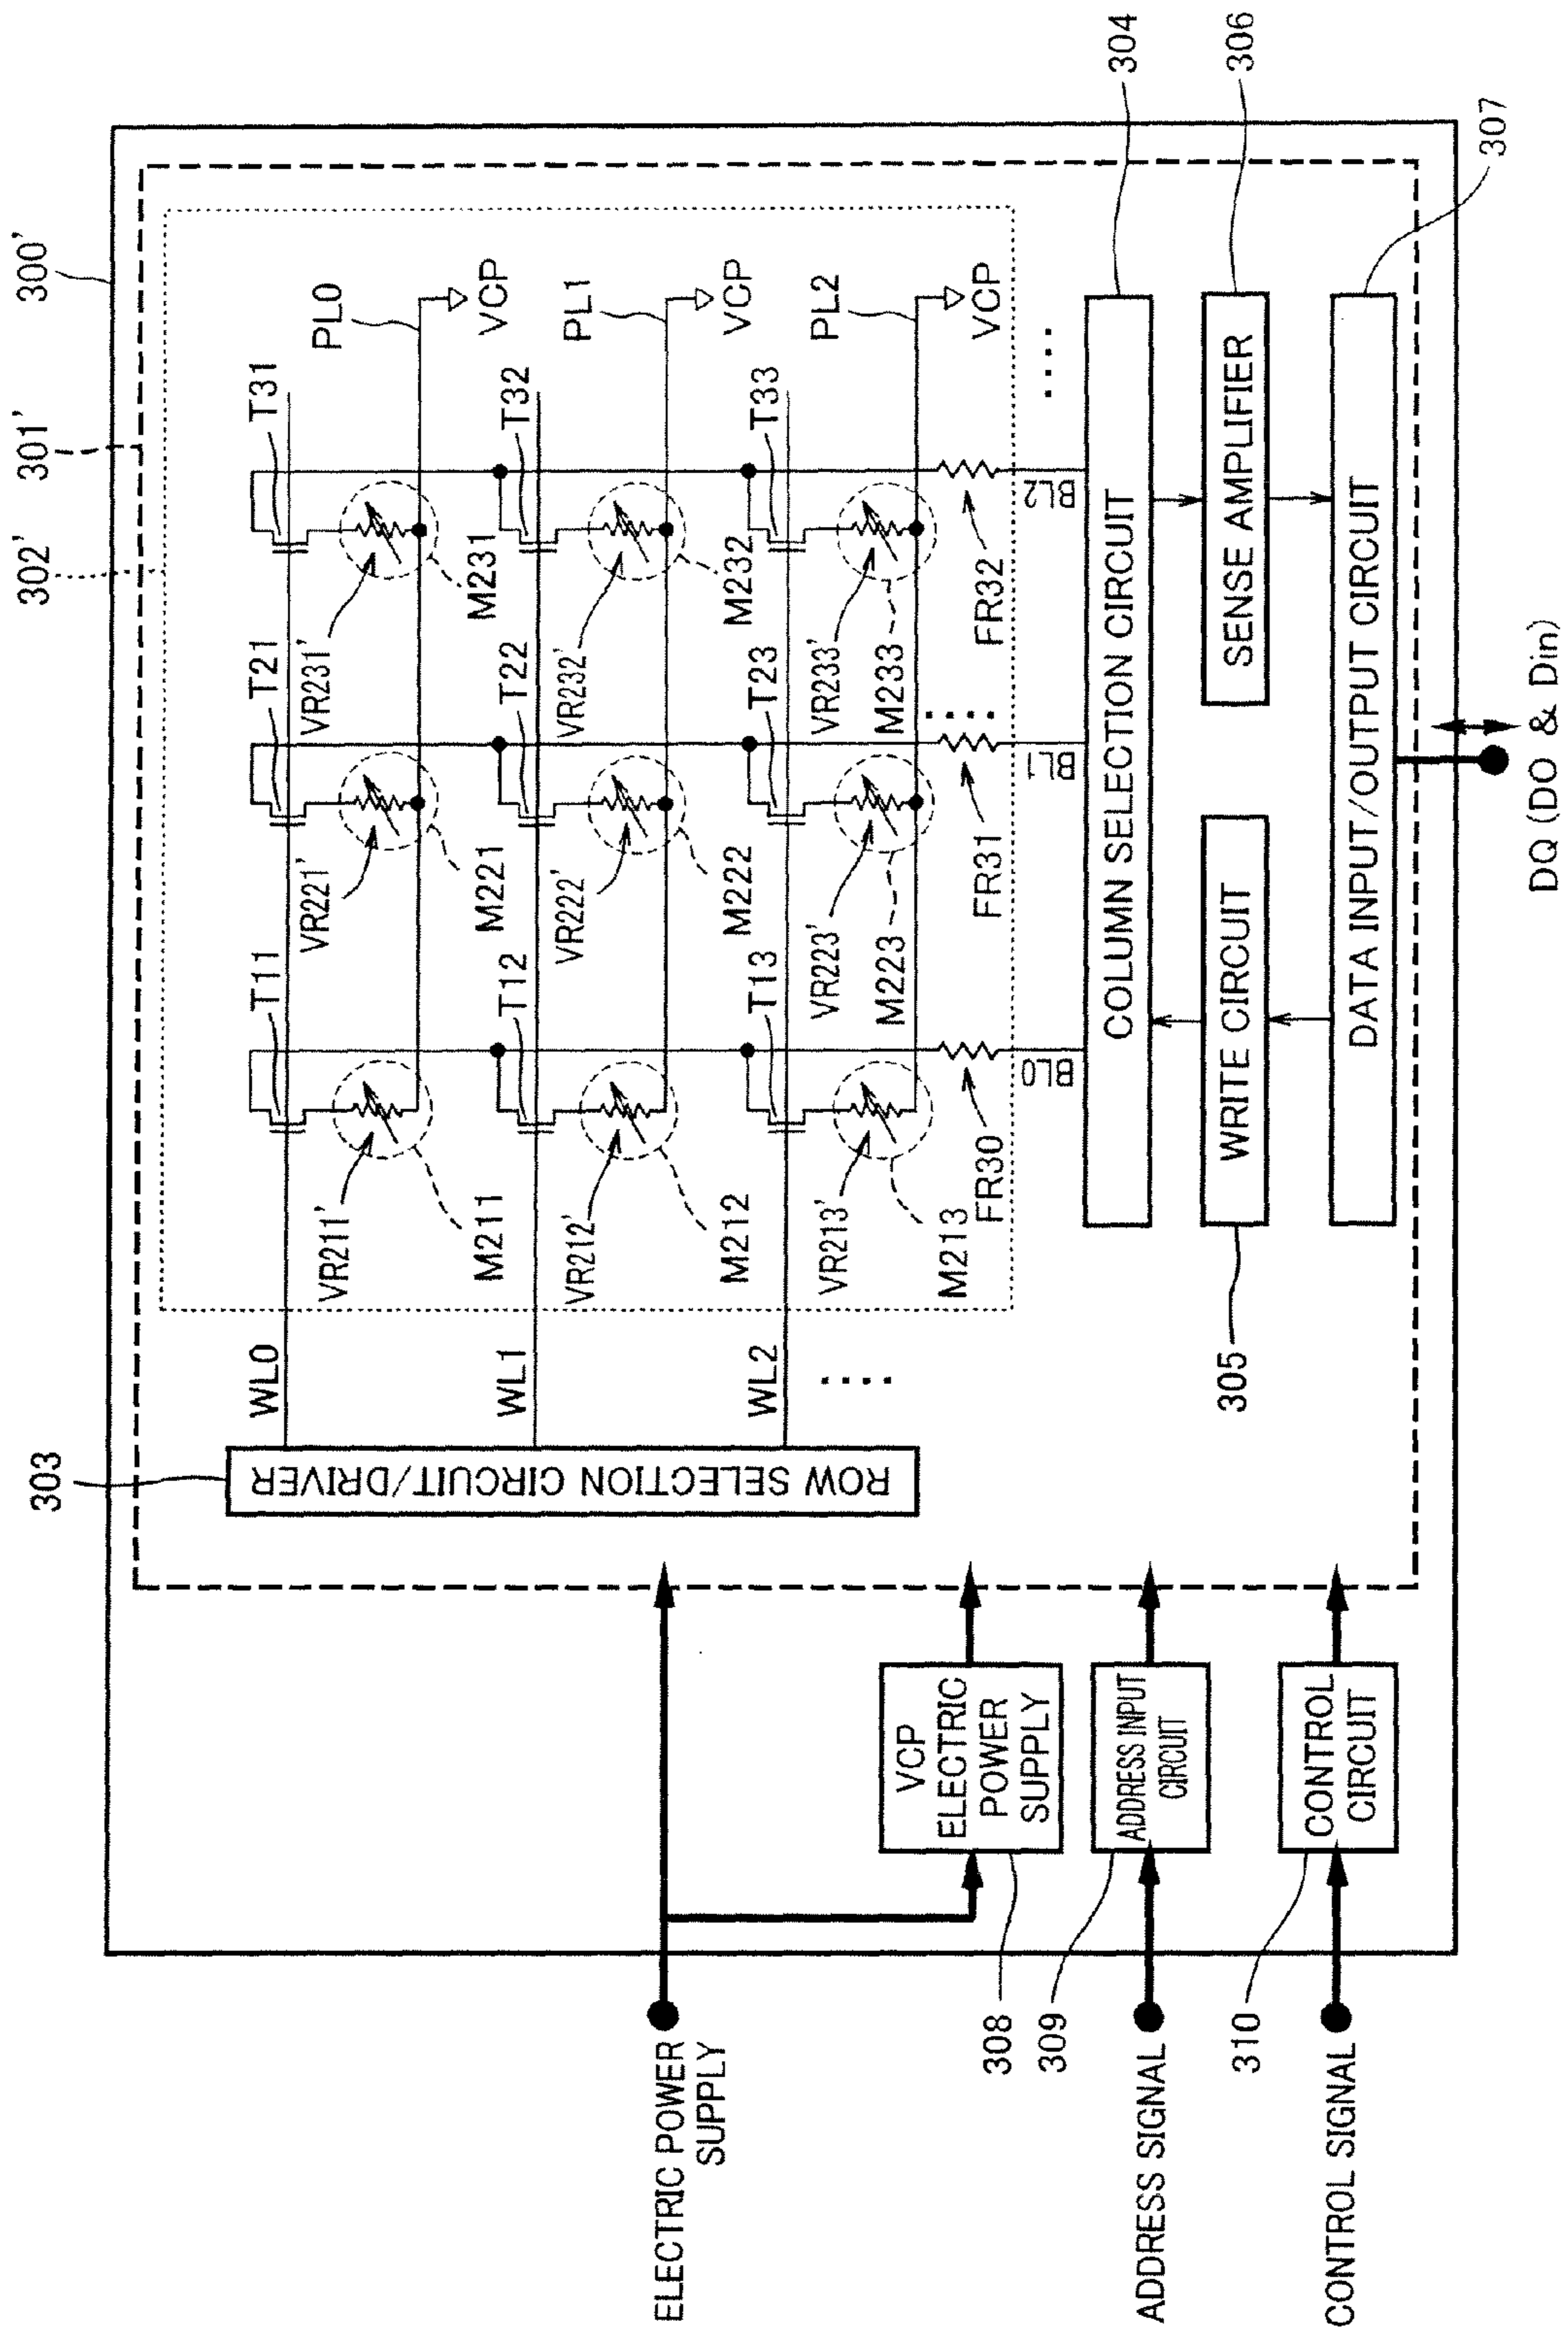 300'
301'
302'
303
WL0
WL1
WL2
ROW SELECTION CIRCUIT/DRIVER
T11
T21
T31
PL0
VCP
VR211'
VR221'
VR231'
M211
M221
M231
T12
T22
T32
PL1
VCP
VR212'
VR222'
VR232'
M212
M222
M232
T13
T23
T33
PL2
VCP
VR213'
VR223'
VR233'
M213
M223
M233
FR30
FR31
FR32
BL0
BL1
BL2
COLUMN SELECTION CIRCUIT
304
WRITE CIRCUIT
305
SENSE AMPLIFIER
306
DATA INPUT/OUTPUT CIRCUIT
307
DQ (DO & Din)
ELECTRIC POWER
SUPPLY
VCP
ELECTRIC
POWER
SUPPLY
308
ADDRESS INPUT
CIRCUIT
309
ADDRESS SIGNAL
CONTROL
CIRCUIT
310
CONTROL SIGNAL